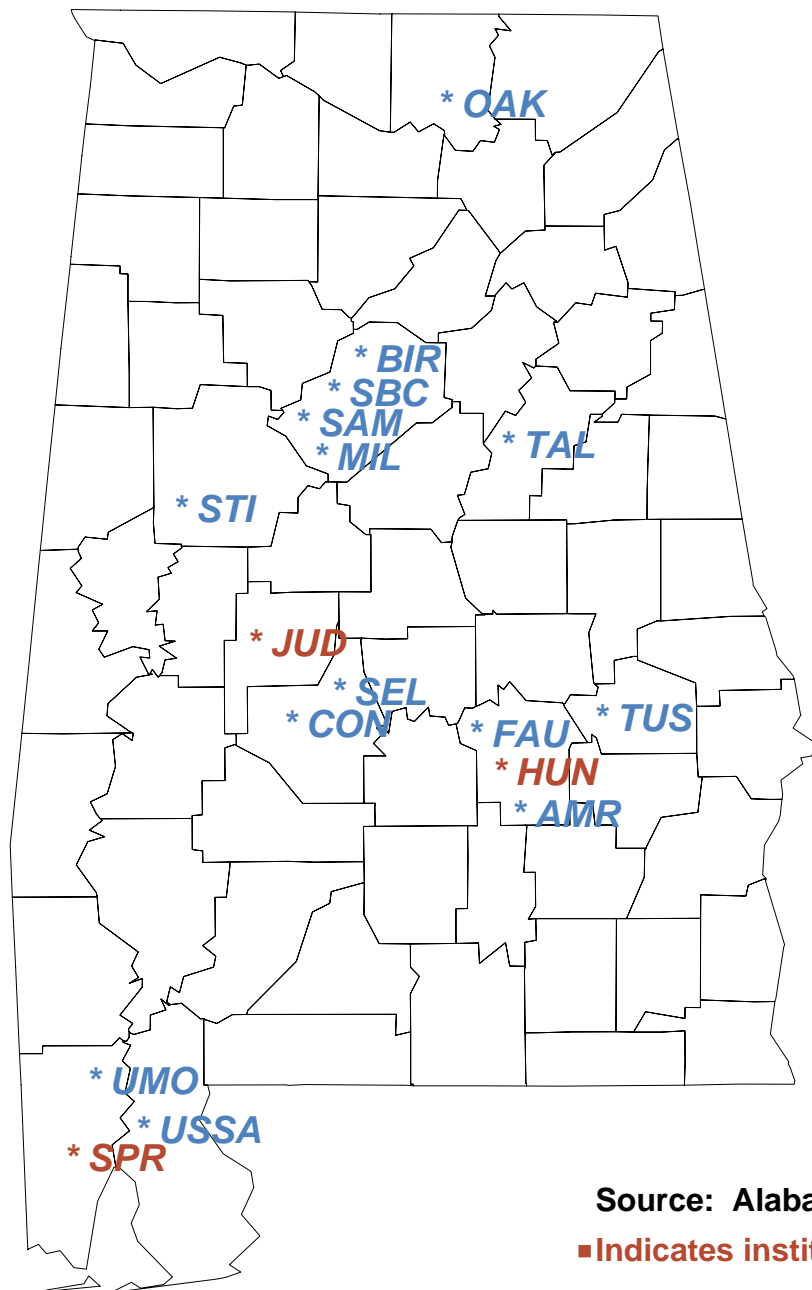 * OAK
* BIR
* SBC
* SAM
* TAL
* MIL
* STI
* JUD
* SEL
* CON
* TUS
* FAU
* HUN
* AMR
* UMO
* USSA
* SPR
Source: Alaba
Indicates instit